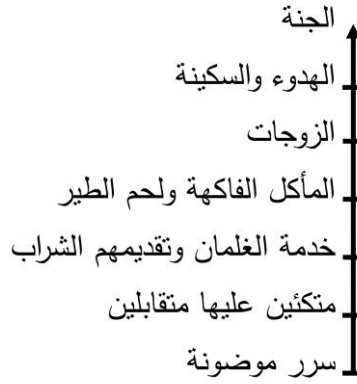 الجنة
الهدوء والسكينة
الزوجات
المأكل الفاكهة ولحم الطير
خدمة الغلمان وتقديمهم الشراب
متكئين عليها متقابلين
سرر موضونة